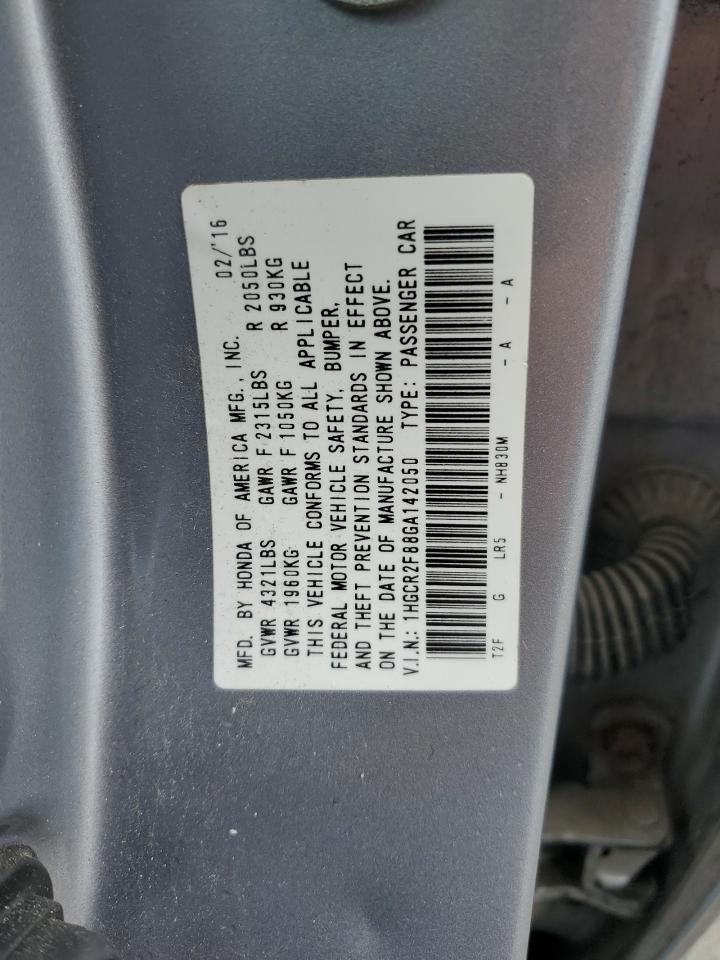 MFD. BY HONDA OF AMERICA MFG., INC. 02/'16
GVWR 4321LBS GAWR F 2315LBS R 2050LBS
GVWR 1960KG GAWR F 1050KG R 930KG
THIS VEHICLE CONFORMS TO ALL APPLICABLE
FEDERAL MOTOR VEHICLE SAFETY, BUMPER,
AND THEFT PREVENTION STANDARDS IN EFFECT
ON THE DATE OF MANUFACTURE SHOWN ABOVE.
V.I.N.: 1HGCR2F88GA142050 TYPE: PASSENGER CAR
T2F G LR5 - NH830M - A - A